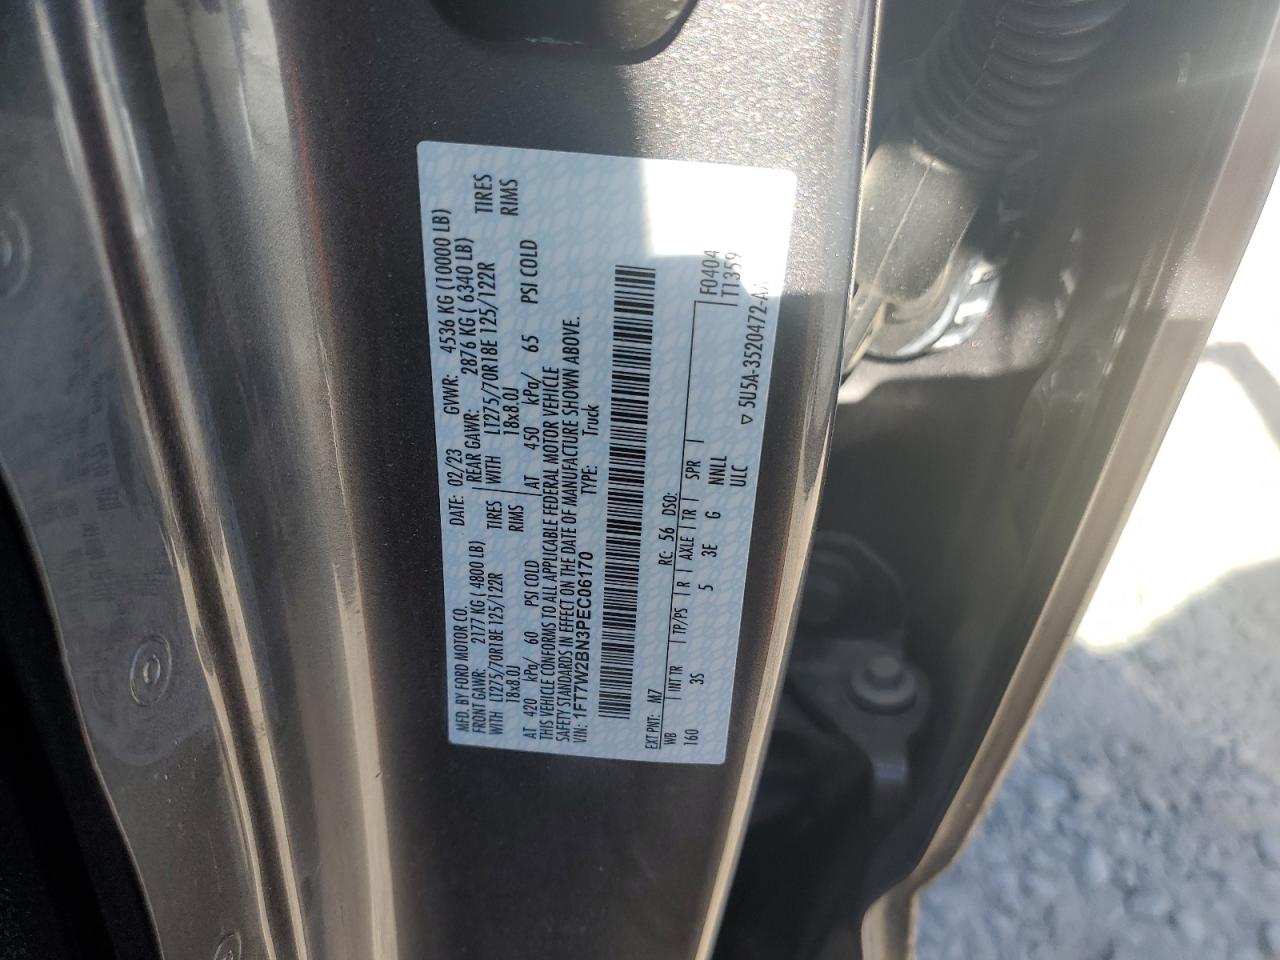 MFD. BY FORD MOTOR CO. DATE: 02/23 GVWR: 4536 KG (10000 LB)
FRONT GAWR: 2177 KG ( 4800 LB) REAR GAWR: 2876 KG ( 6340 LB)
WITH LT275/70R18E 125/122R TIRES WITH LT275/70R18E 125/122R TIRES
18x8.0J RIMS 18x8.0J RIMS
AT 420 kPa/ 60 PSI COLD AT 450 kPa/ 65 PSI COLD
THIS VEHICLE CONFORMS TO ALL APPLICABLE FEDERAL MOTOR VEHICLE
SAFETY STANDARDS IN EFFECT ON THE DATE OF MANUFACTURE SHOWN ABOVE.
VIN: 1FT7W2BN3PEC06170 TYPE: Truck
EXT PNT: M7 RC: 56 DSO: F0404
WB INT TR TP/PS R AXLE TR SPR T1359
160 3S 5 3E G NNLL
ULC
5U5A-3520472-AA